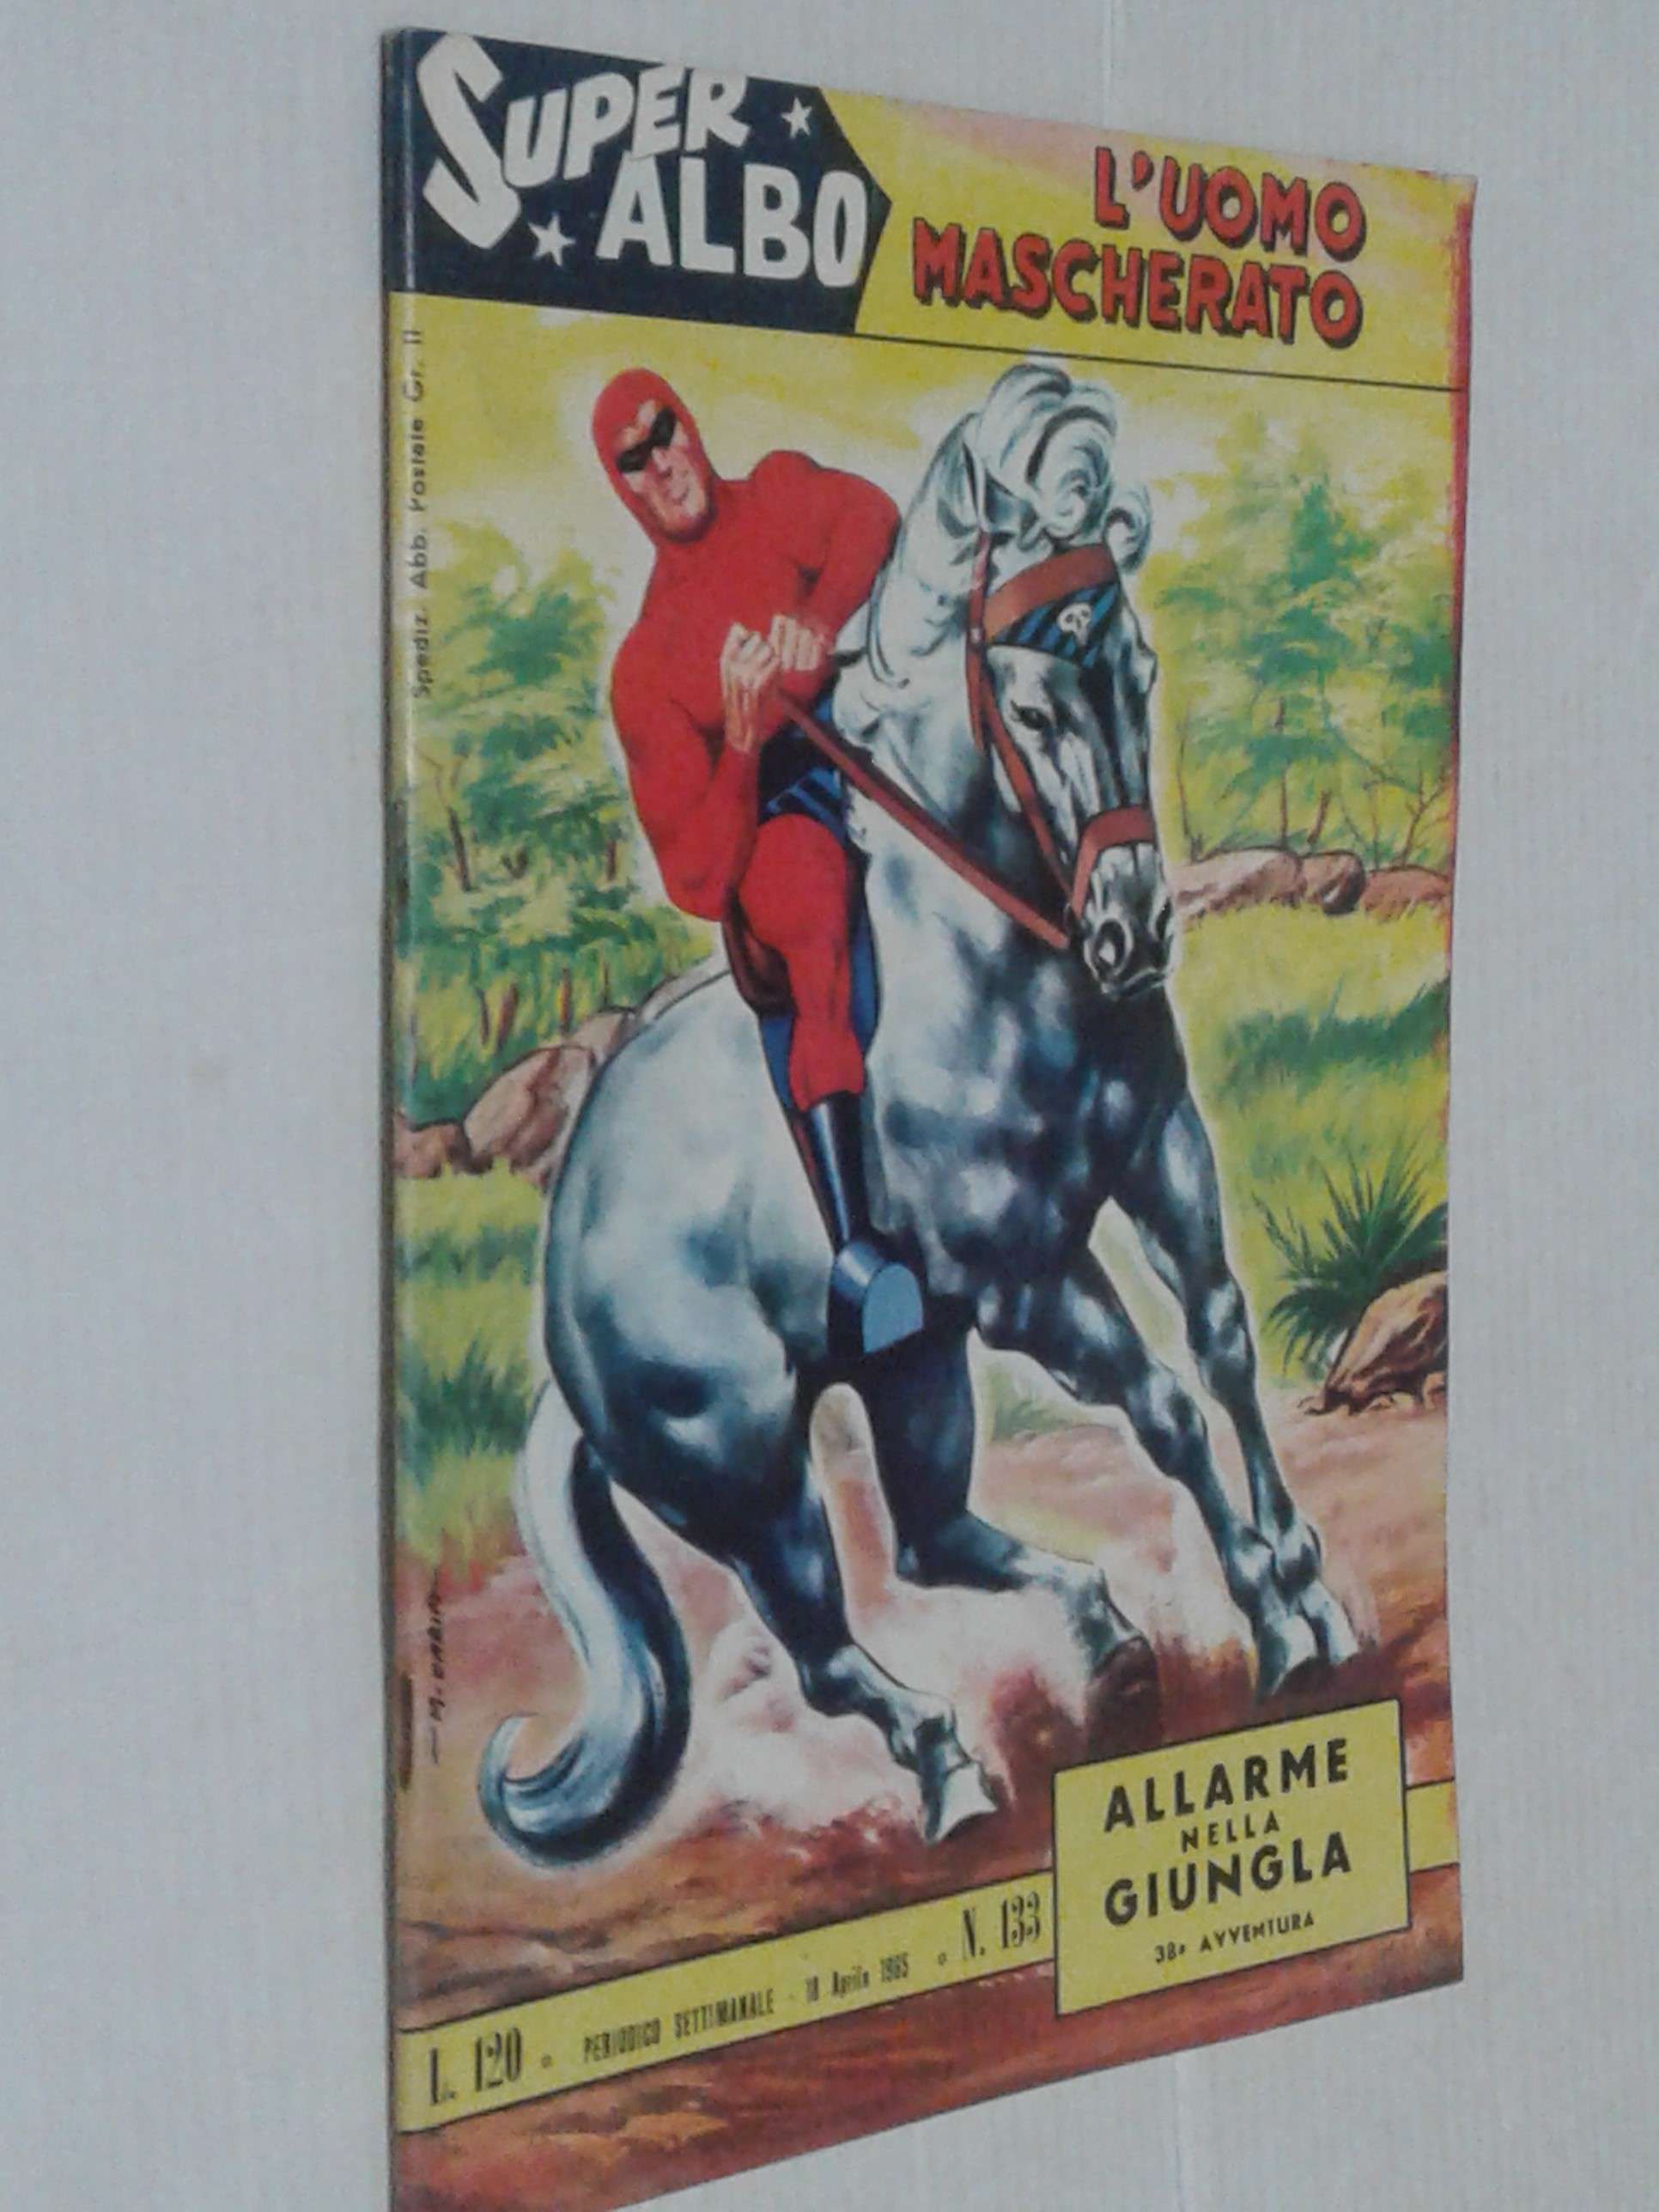 SUPER
ALBO
L'UOMO
MASCHERATO
Spediz. Abb. Postale Gr. II
M. CARIA
ALLARME
NELLA
GIUNGLA
38ª AVVENTURA
L. 120 • PERIODICO SETTIMANALE - 18 Aprile 1965 • N. 133